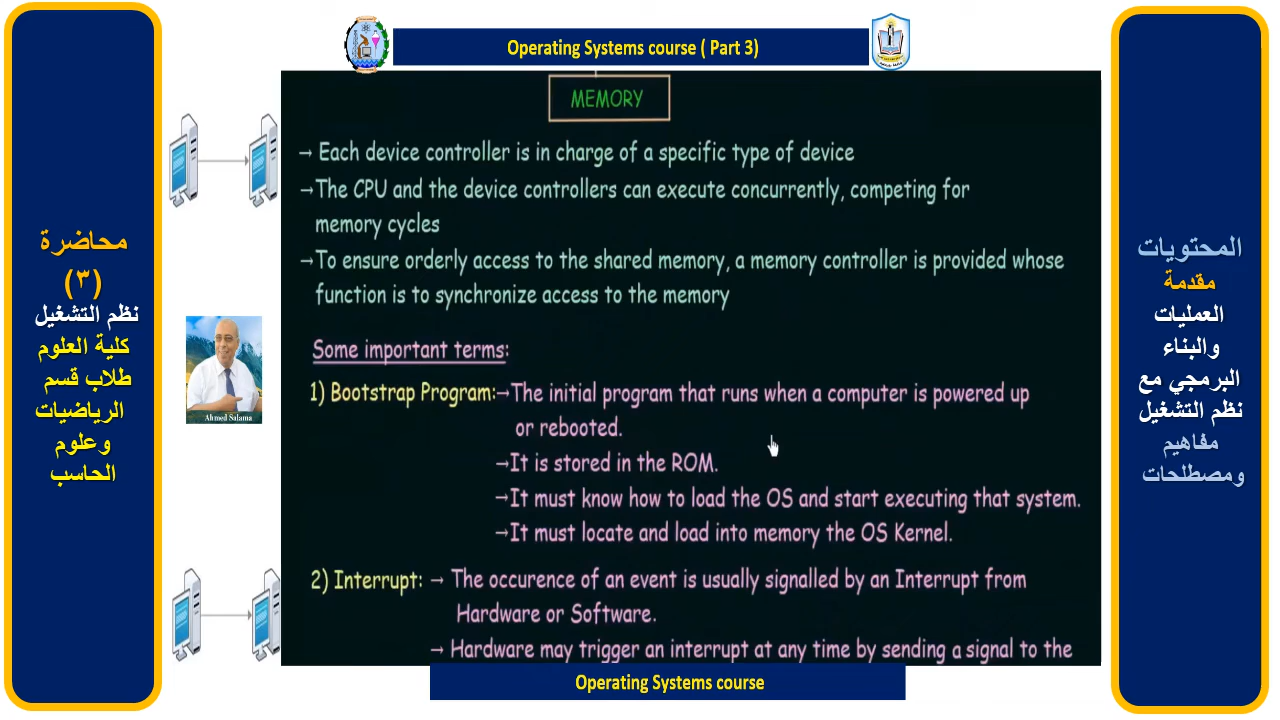 Operating Systems course ( Part 3)
MEMORY
→ Each device controller is in charge of a specific type of device
→The CPU and the device controllers can execute concurrently, competing for
memory cycles
→To ensure orderly access to the shared memory, a memory controller is provided whose
function is to synchronize access to the memory
Some important terms:
1) Bootstrap Program:→The initial program that runs when a computer is powered up
or rebooted.
→It is stored in the ROM.
→It must know how to load the OS and start executing that system.
→It must locate and load into memory the OS Kernel.
2) Interrupt: → The occurence of an event is usually signalled by an Interrupt from
Hardware or Software.
→ Hardware may trigger an interrupt at any time by sending a signal to the
Operating Systems course
محاضرة
(٣)
نظم التشغيل
كلية العلوم
طلاب قسم
الرياضيات
وعلوم
الحاسب
Ahmed Salama
المحتويات
مقدمة
العمليات
والبناء
البرمجي مع
نظم التشغيل
مفاهيم
ومصطلحات